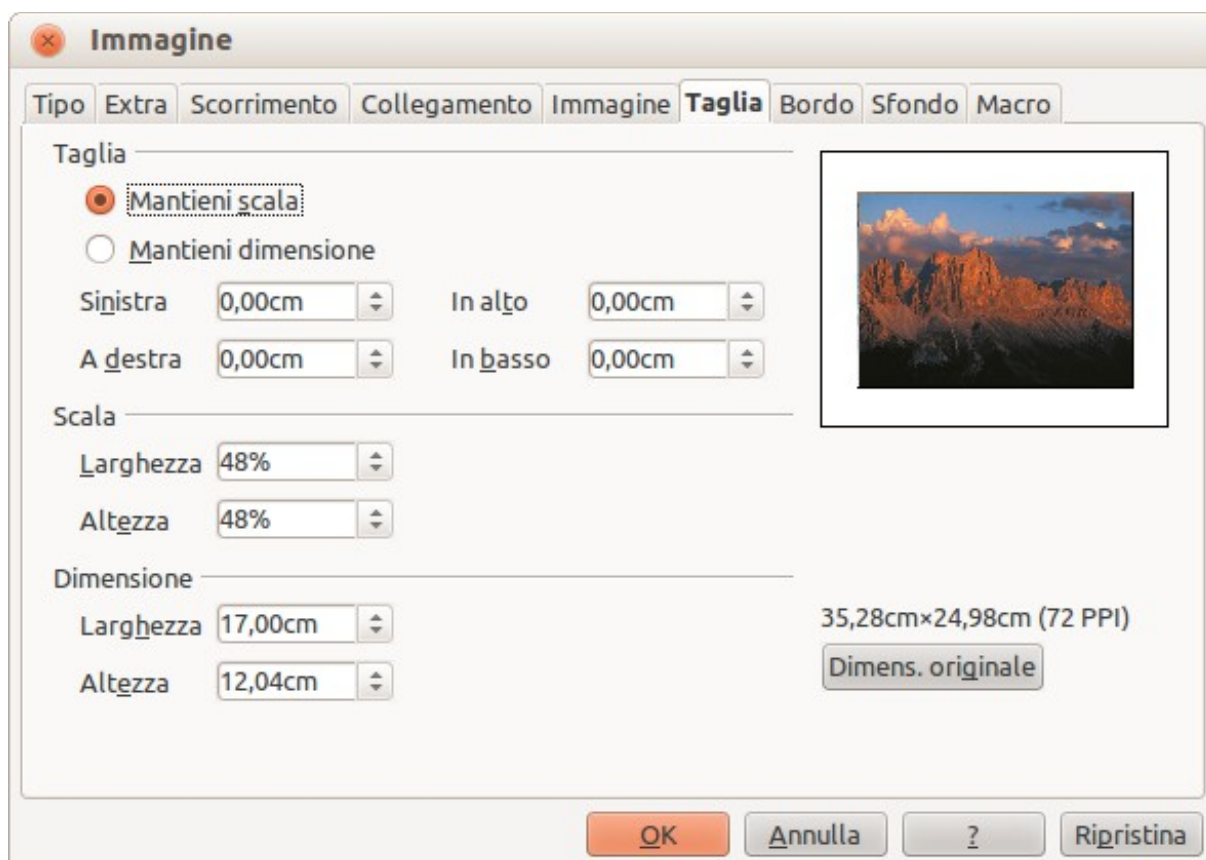 Immagine
Tipo Extra Scorrimento Collegamento Immagine Taglia Bordo Sfondo Macro
Taglia
Mantieni scala
Mantieni dimensione
Sinistra 0,00cm In alto 0,00cm
A destra 0,00cm In basso 0,00cm
Scala
Larghezza 48%
Altezza 48%
Dimensione
Larghezza 17,00cm 35,28cm×24,98cm (72 PPI)
Altezza 12,04cm Dimens. originale
OK Annulla ? Ripristina